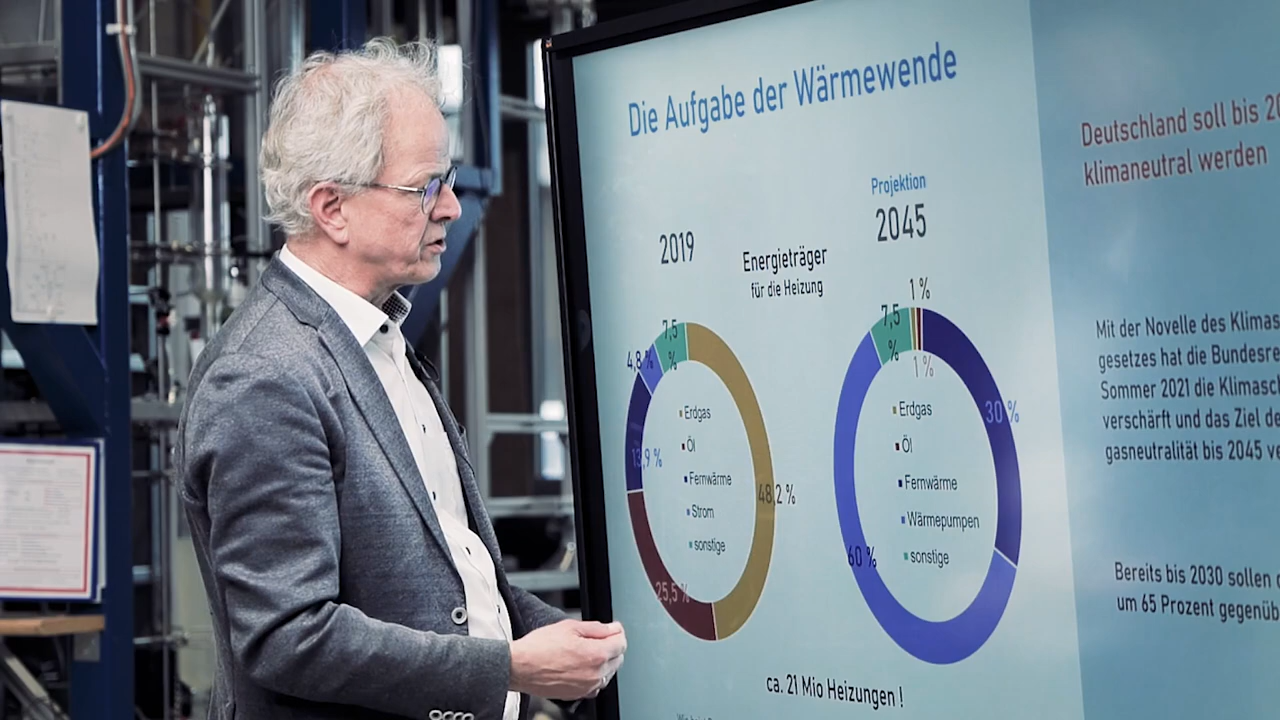 Die Aufgabe der Wärmewende
2019
Energieträger
für die Heizung
Projektion
2045
7,5
%
4,8 %
13,9 %
25,5 %
48,2 %
Erdgas
Öl
Fernwärme
Strom
sonstige
1 %
7,5
%
1 %
30 %
60 %
Erdgas
Öl
Fernwärme
Wärmepumpen
sonstige
ca. 21 Mio Heizungen !
Deutschland soll bis 20
klimaneutral werden
Mit der Novelle des Klimas
gesetzes hat die Bundesre
Sommer 2021 die Klimasch
verschärft und das Ziel de
gasneutralität bis 2045 ve
Bereits bis 2030 sollen
um 65 Prozent gegenüb